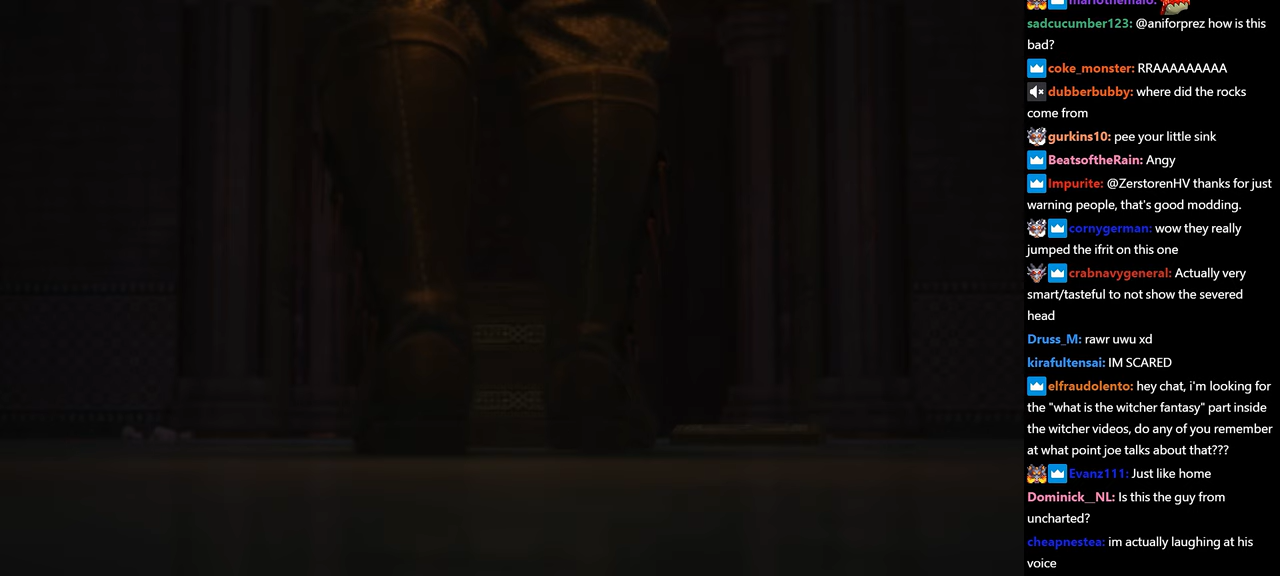 mariothemalo:
sadcucumber123: @aniforprez how is this
bad?
coke_monster: RRAAAAAAAAA
dubberbubby: where did the rocks
come from
gurkins10: pee your little sink
BeatsoftheRain: Angy
Impurite: @ZerstorenHV thanks for just
warning people, that's good modding.
cornygerman: wow they really
jumped the ifrit on this one
crabnavygeneral: Actually very
smart/tasteful to not show the severed
head
Druss_M: rawr uwu xd
kirafultensai: IM SCARED
elfraudolento: hey chat, i'm looking for
the "what is the witcher fantasy" part inside
the witcher videos, do any of you remember
at what point joe talks about that???
Evanz111: Just like home
Dominick__NL: Is this the guy from
uncharted?
cheapnestea: im actually laughing at his
voice